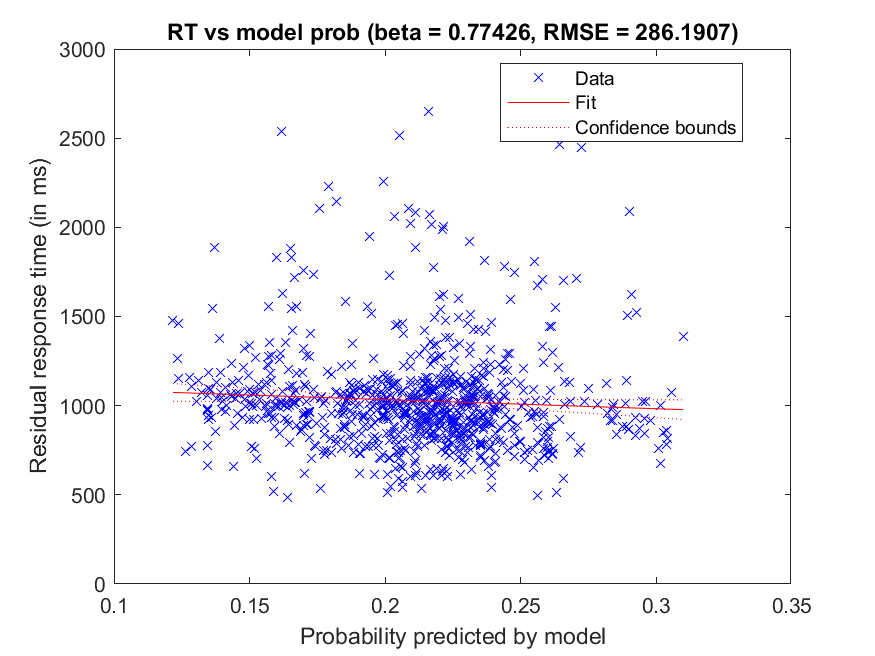 RT vs model prob (beta = 0.77426, RMSE = 286.1907)
3000
2500
2000
1500
1000
500
0
Residual response time (in ms)
Data
Fit
Confidence bounds
0.1
0.15
0.2
0.25
0.3
0.35
Probability predicted by model